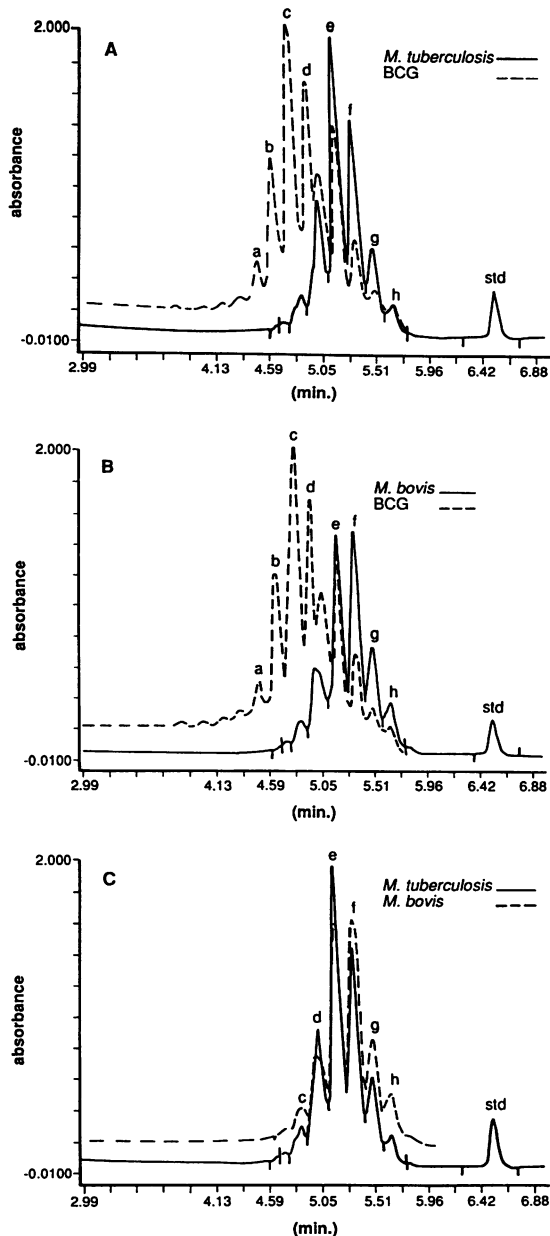 A
2.000
M. tuberculosis
BCG
a
b
c
d
e
f
g
h
std
absorbance
-0.0100
2.99 4.13 4.59 5.05 5.51 5.96 6.42 6.88
(min.)
B
2.000
M. bovis
BCG
a
b
c
d
e
f
g
h
std
absorbance
-0.0100
2.99 4.13 4.59 5.05 5.51 5.96 6.42 6.88
(min.)
C
2.000
M. tuberculosis
M. bovis
c
d
e
f
g
h
std
absorbance
-0.0100
2.99 4.13 4.59 5.05 5.51 5.96 6.42 6.88
(min.)